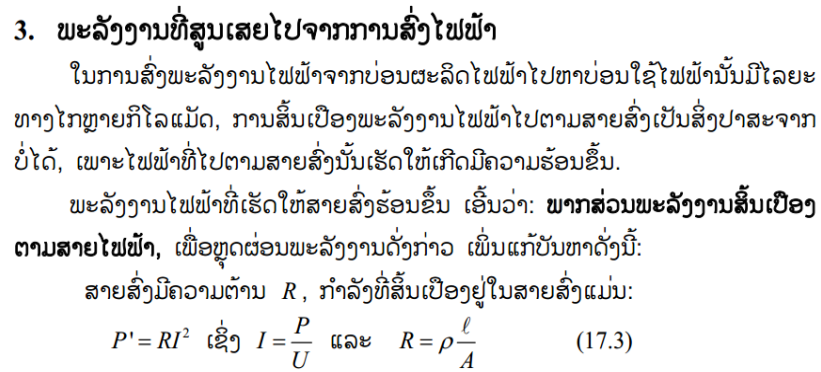 3. ພະລັງງານທີ່ສູນເສຍໄປຈາກການສົ່ງໄຟຟ້າ
ໃນການສົ່ງພະລັງງານໄຟຟ້າຈາກບ່ອນຜະລິດໄຟຟ້າໄປຫາບ່ອນໃຊ້ໄຟຟ້ານັ້ນມີໄລຍະ
ທາງໄກຫຼາຍກິໂລແມັດ, ການສິ້ນເປືອງພະລັງງານໄຟຟ້າໄປຕາມສາຍສົ່ງເປັນສິ່ງປາສະຈາກ
ບໍ່ໄດ້, ເພາະໄຟຟ້າທີ່ໄປຕາມສາຍສົ່ງນັ້ນເຮັດໃຫ້ເກີດມີຄວາມຮ້ອນຂຶ້ນ.
ພະລັງງານໄຟຟ້າທີ່ເຮັດໃຫ້ສາຍສົ່ງຮ້ອນຂຶ້ນ ເອີ້ນວ່າ: ພາກສ່ວນພະລັງງານສິ້ນເປືອງ
ຕາມສາຍໄຟຟ້າ, ເພື່ອຫຼຸດຜ່ອນພະລັງງານດັ່ງກ່າວ ເພິ່ນແກ້ບັນຫາດັ່ງນີ້:
ສາຍສົ່ງມີຄວາມຕ້ານ R, ກຳລັງທີ່ສິ້ນເປືອງຢູ່ໃນສາຍສົ່ງແມ່ນ:
P' = RI² ເຊິ່ງ I = P/U ແລະ R = ρ ℓ/A (17.3)